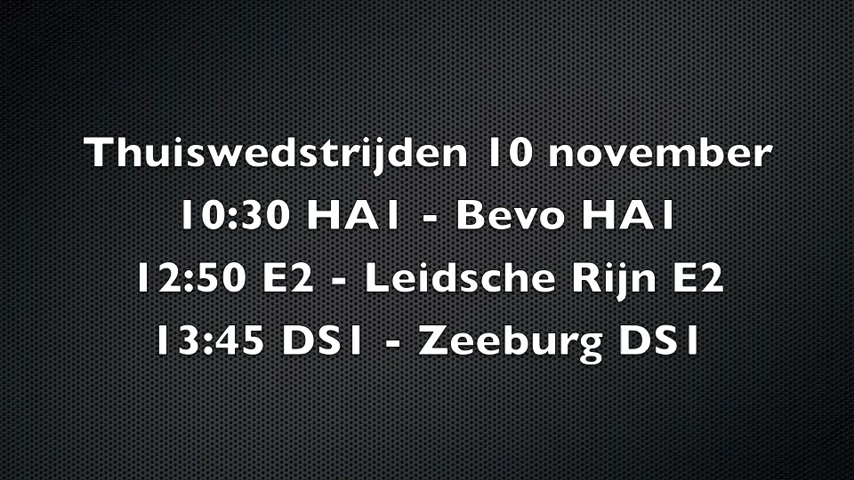 Thuiswedstrijden 10 november
10:30 HA1 - Bevo HA1
12:50 E2 - Leidsche Rijn E2
13:45 DS1 - Zeeburg DS1